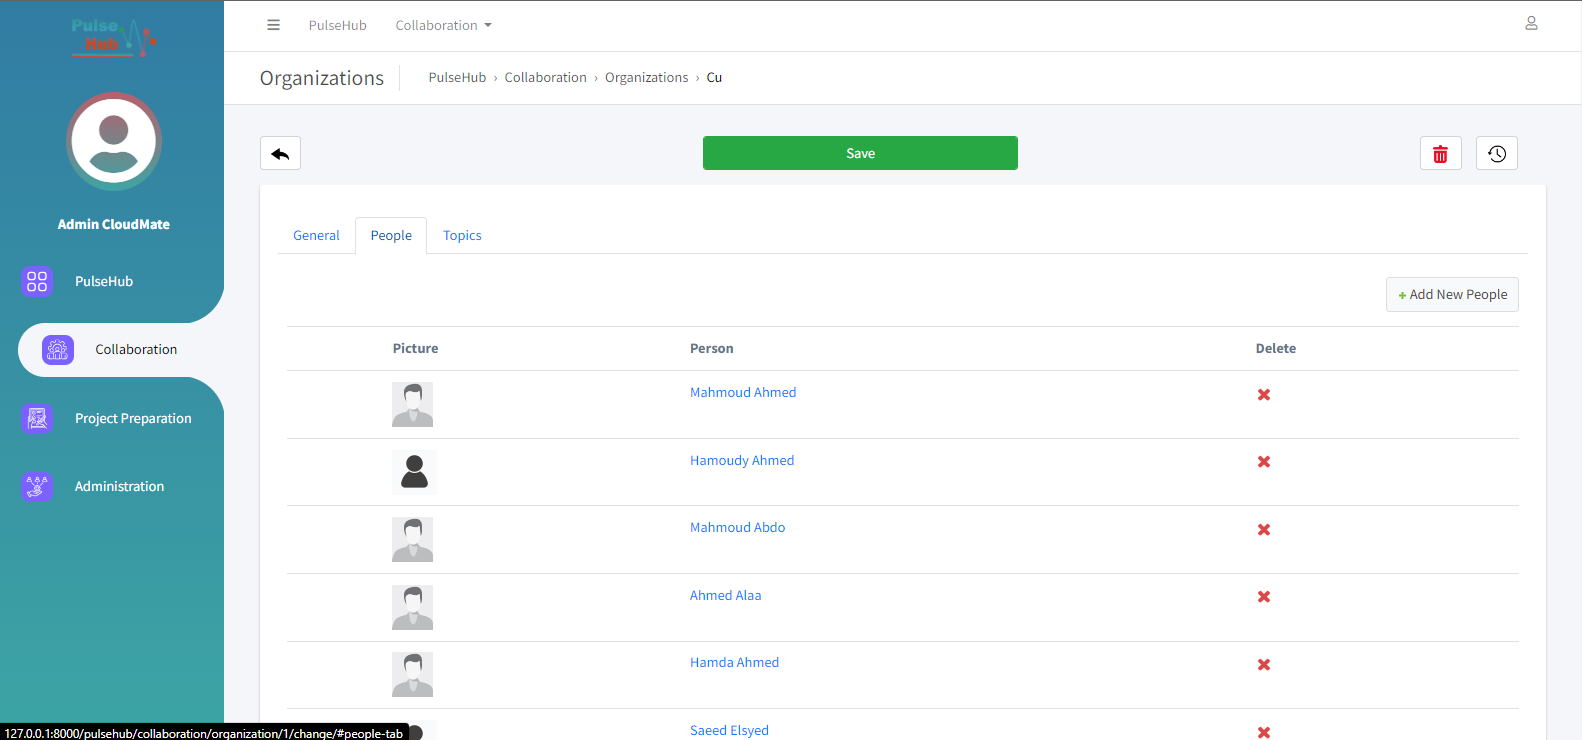 Pulse
Hub
PulseHub
Collaboration
Organizations
PulseHub › Collaboration › Organizations › Cu
Save
Admin CloudMate
General
People
Topics
PulseHub
+ Add New People
Collaboration
Picture
Person
Delete
Mahmoud Ahmed
Project Preparation
Hamoudy Ahmed
Administration
Mahmoud Abdo
Ahmed Alaa
Hamda Ahmed
Saeed Elsyed
127.0.0.1:8000/pulsehub/collaboration/organization/1/change/#people-tab